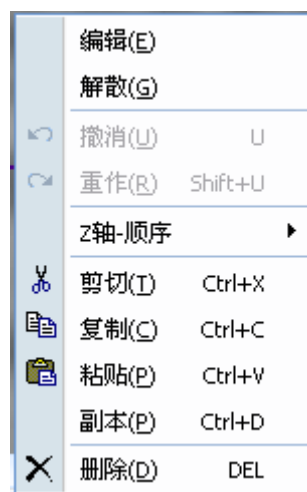 编辑(E)
解散(G)
撤消(U) U
重作(R) Shift+U
Z轴-顺序
剪切(T) Ctrl+X
复制(C) Ctrl+C
粘贴(P) Ctrl+V
副本(P) Ctrl+D
删除(D) DEL